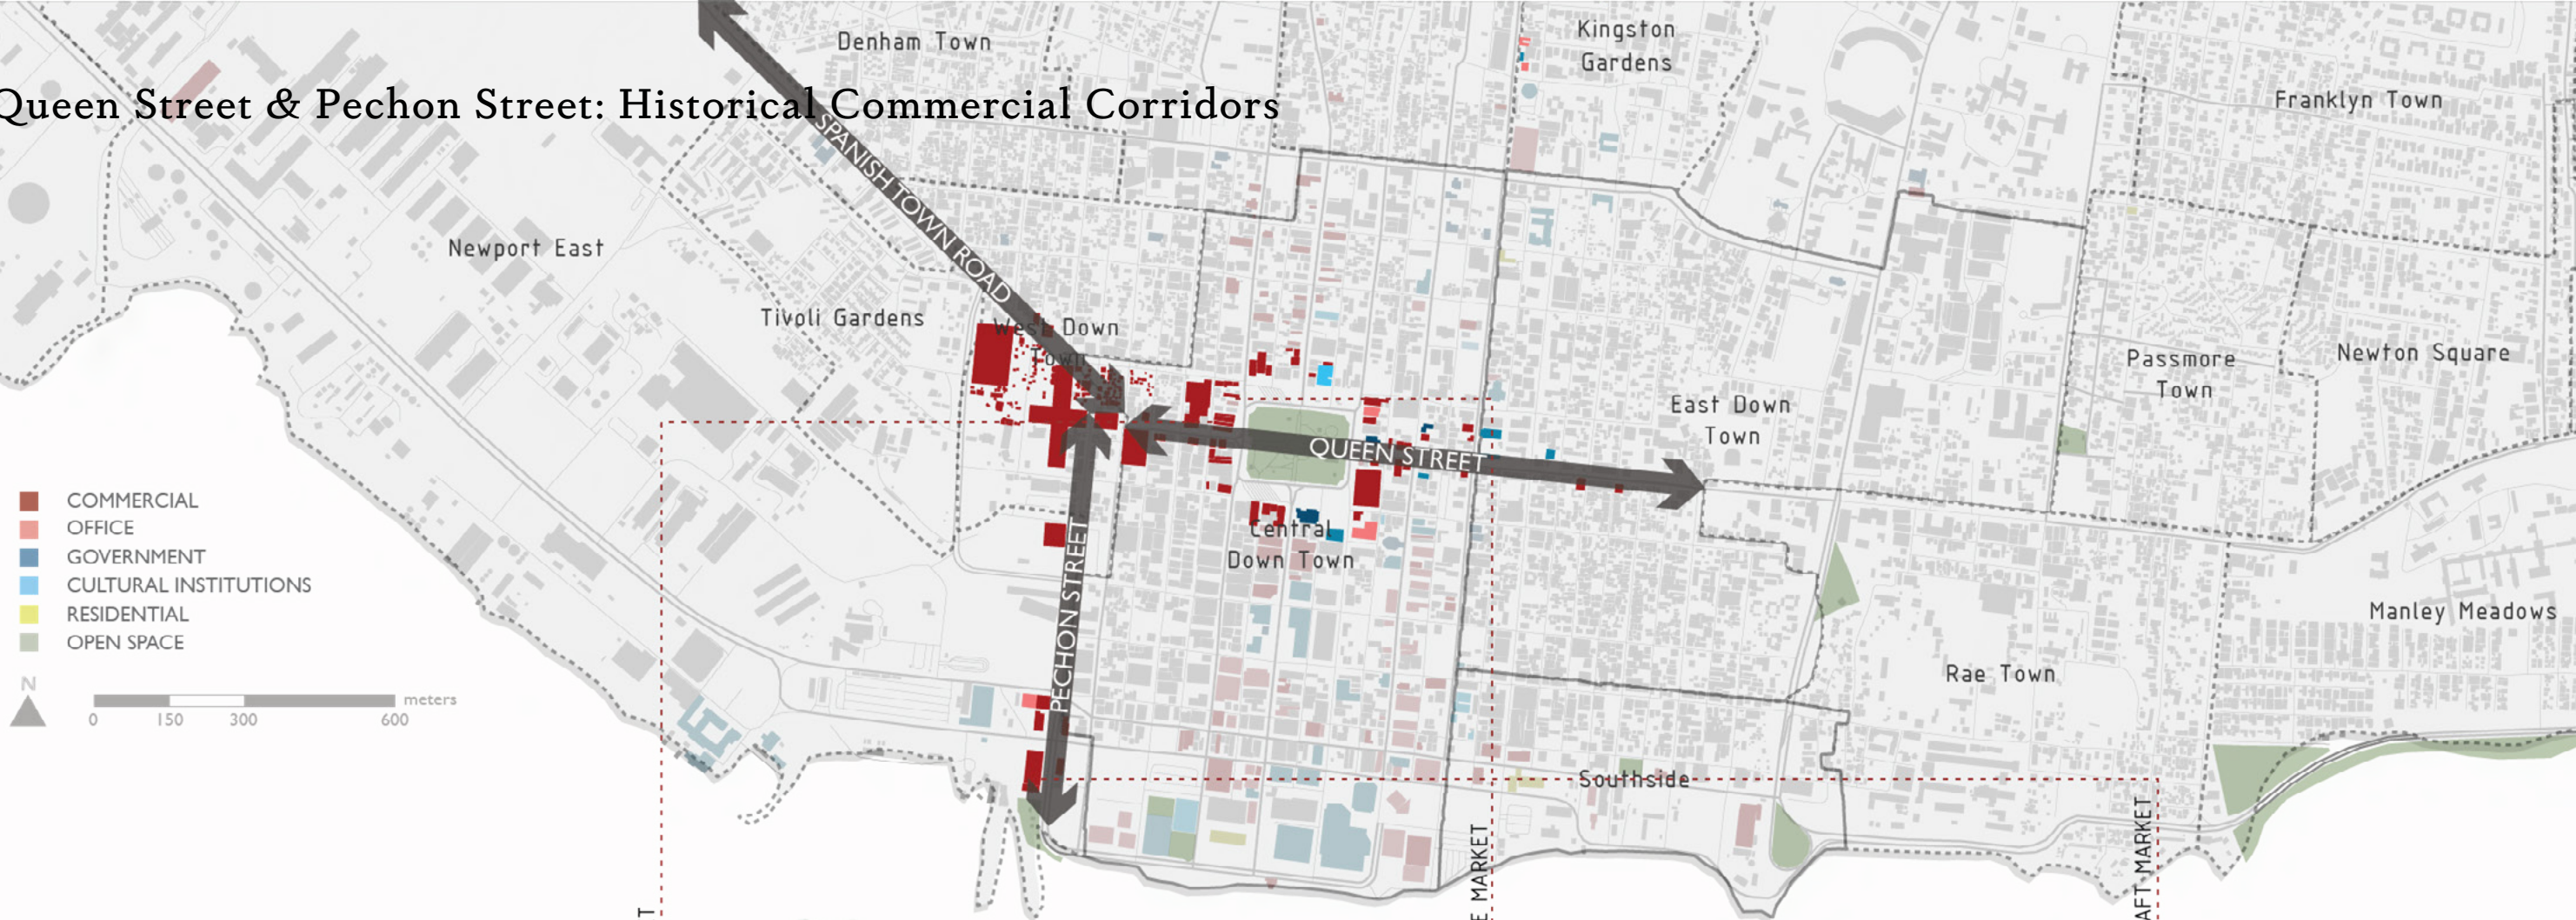 Denham Town
Kingston
Gardens
Franklyn Town
Queen Street & Pechon Street: Historical Commercial Corridors
SPANISH TOWN ROAD
Newport East
Tivoli Gardens
West Down
Town
Passmore
Town
Newton Square
East Down
Town
QUEEN STREET
Central
Down Town
PECHON STREET
COMMERCIAL
OFFICE
GOVERNMENT
CULTURAL INSTITUTIONS
RESIDENTIAL
OPEN SPACE
N
meters
0 150 300 600
Manley Meadows
Rae Town
Southside
T
E MARKET
AFT MARKET